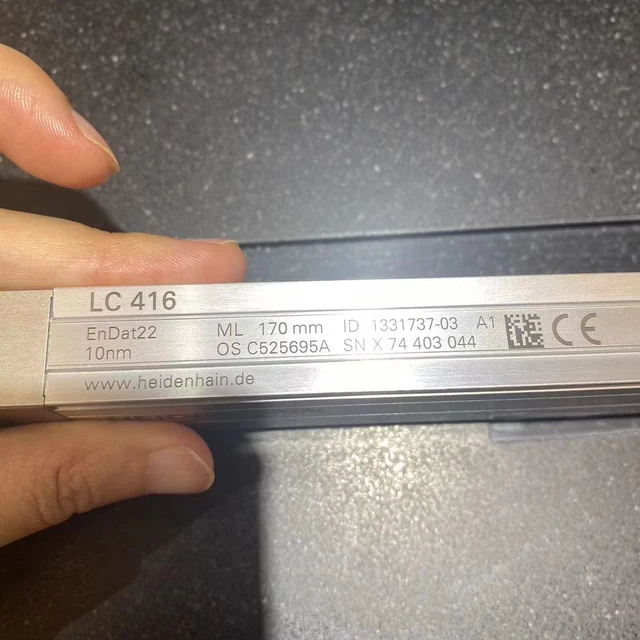 LC 416
EnDat22 ML 170 mm ID 1331737-03 A1
10nm OS C525695A SN X 74 403 044
www.heidenhain.de
CE